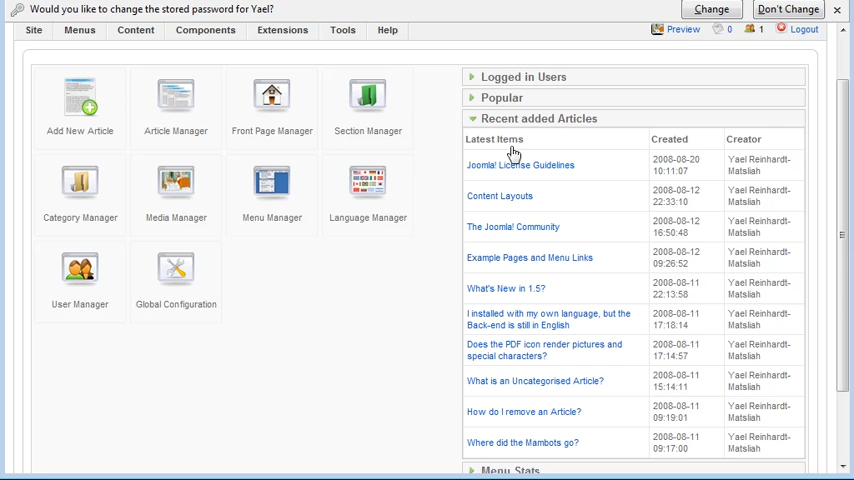 Would you like to change the stored password for Yael?
Change
Don't Change
Site
Menus
Content
Components
Extensions
Tools
Help
Preview
0
1
Logout
Add New Article
Article Manager
Front Page Manager
Section Manager
Category Manager
Media Manager
Menu Manager
Language Manager
User Manager
Global Configuration
Logged in Users
Popular
Recent added Articles
Latest Items
Created
Creator
Joomla! License Guidelines
2008-08-20
10:11:07
Yael Reinhardt-
Matsliah
Content Layouts
2008-08-12
22:33:10
Yael Reinhardt-
Matsliah
The Joomla! Community
2008-08-12
16:50:48
Yael Reinhardt-
Matsliah
Example Pages and Menu Links
2008-08-12
09:26:52
Yael Reinhardt-
Matsliah
What's New in 1.5?
2008-08-11
22:13:58
Yael Reinhardt-
Matsliah
I installed with my own language, but the
Back-end is still in English
2008-08-11
17:18:14
Yael Reinhardt-
Matsliah
Does the PDF icon render pictures and
special characters?
2008-08-11
17:14:57
Yael Reinhardt-
Matsliah
What is an Uncategorised Article?
2008-08-11
15:14:11
Yael Reinhardt-
Matsliah
How do I remove an Article?
2008-08-11
09:19:01
Yael Reinhardt-
Matsliah
Where did the Mambots go?
2008-08-11
09:17:00
Yael Reinhardt-
Matsliah
Menu Stats